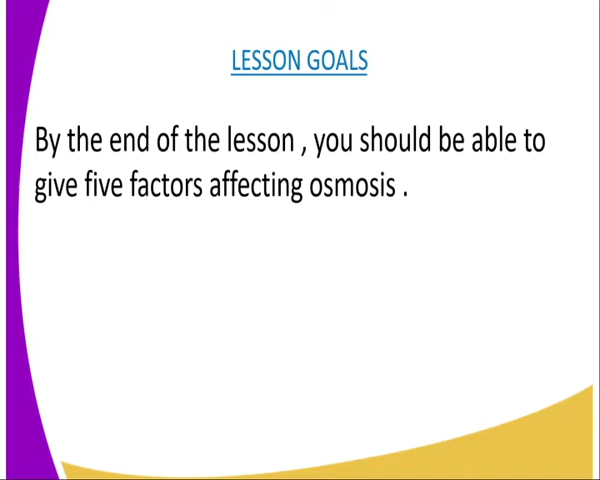 LESSON GOALS
By the end of the lesson , you should be able to
give five factors affecting osmosis .